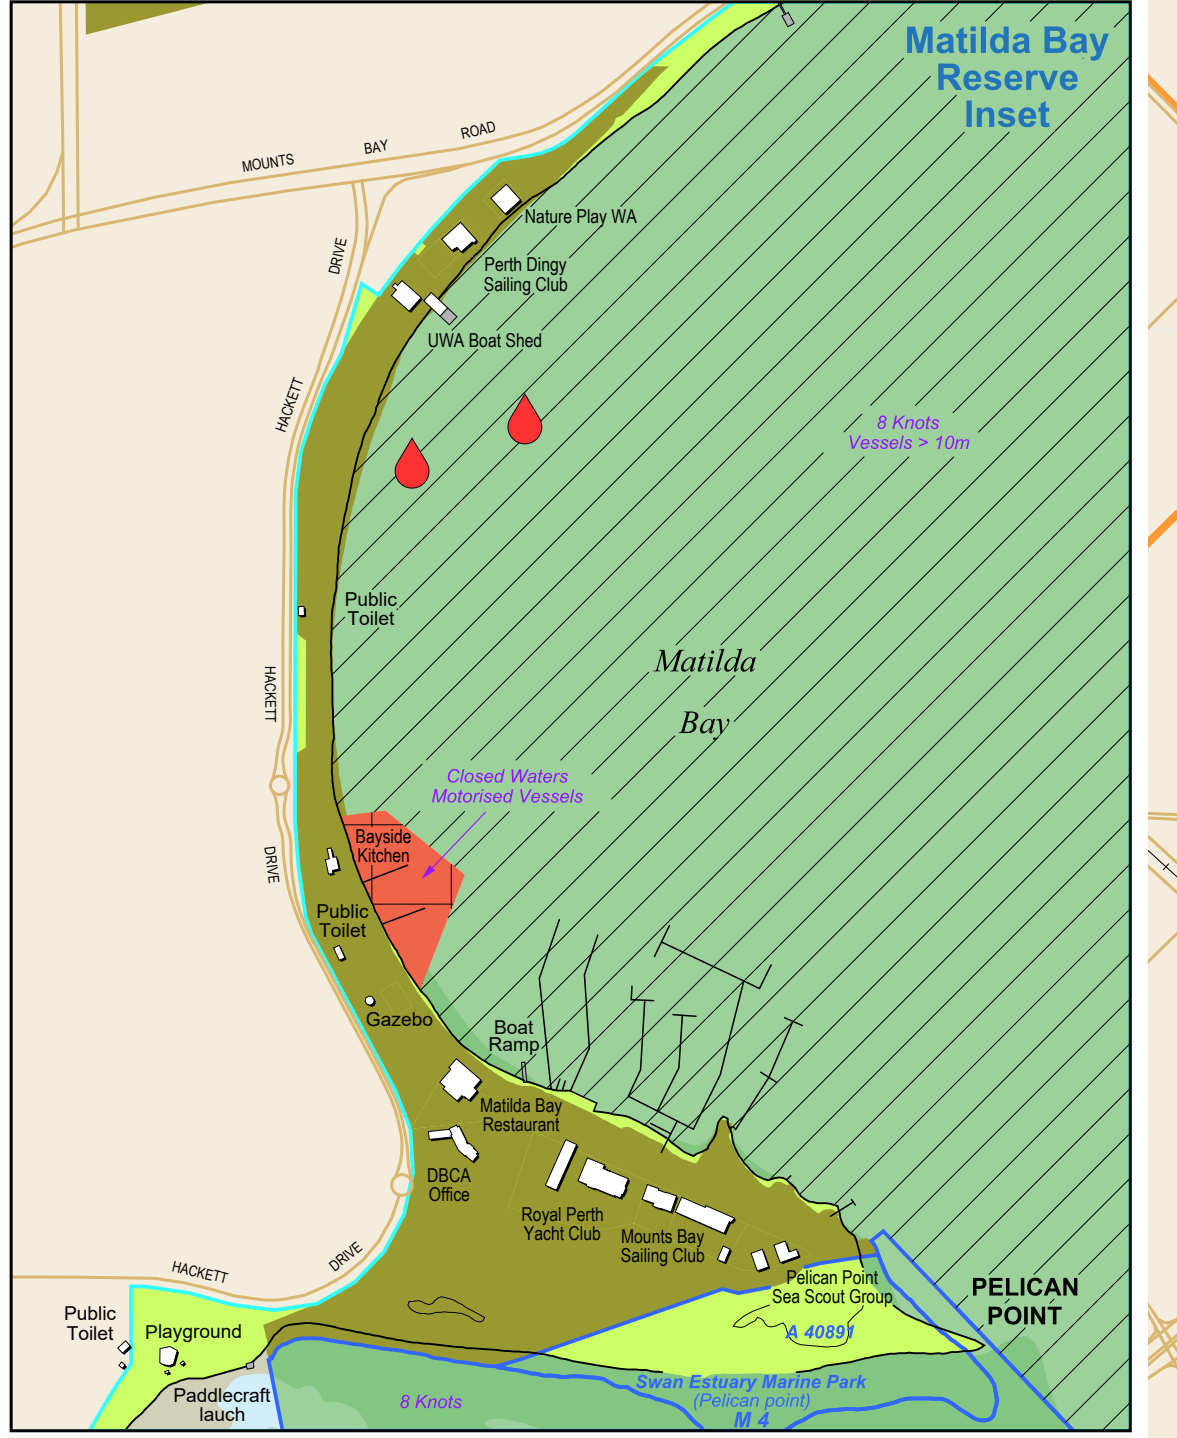 Matilda Bay
Reserve
Inset
MOUNTS BAY ROAD
Nature Play WA
DRIVE
Perth Dingy
Sailing Club
UWA Boat Shed
HACKETT
8 Knots
Vessels > 10m
Public
Toilet
Matilda
Bay
HACKETT
Closed Waters
Motorised Vessels
Bayside
Kitchen
DRIVE
Public
Toilet
Gazebo
Boat
Ramp
Matilda Bay
Restaurant
DBCA
Office
Royal Perth
Yacht Club
Mounts Bay
Sailing Club
HACKETT DRIVE
Pelican Point
Sea Scout Group
PELICAN
POINT
Public
Toilet
Playground
A 40891
Paddlecraft
lauch
8 Knots
Swan Estuary Marine Park
(Pelican point)
M 4